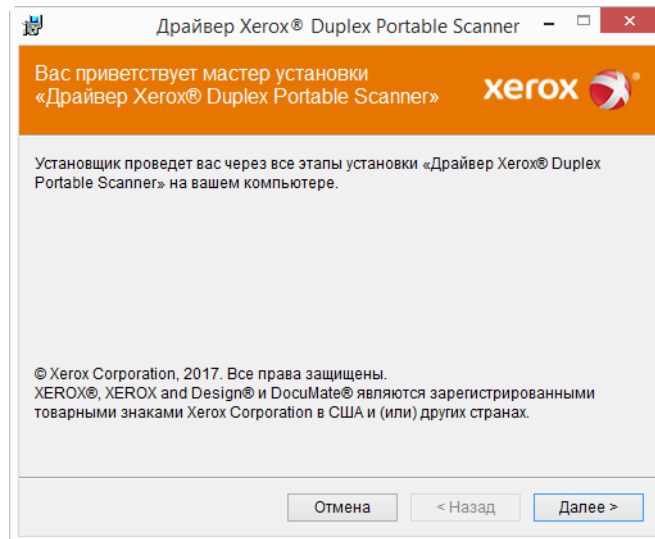 Драйвер Xerox® Duplex Portable Scanner
Вас приветствует мастер установки
«Драйвер Xerox® Duplex Portable Scanner»
xerox ®
Установщик проведет вас через все этапы установки «Драйвер Xerox® Duplex
Portable Scanner» на вашем компьютере.
© Xerox Corporation, 2017. Все права защищены.
XEROX®, XEROX and Design® и DocuMate® являются зарегистрированными
товарными знаками Xerox Corporation в США и (или) других странах.
Отмена < Назад Далее >